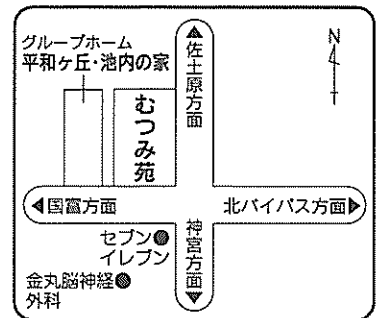 グループホーム
平和ヶ丘・池内の家
むつみ苑
▲佐土原方面
N
◀国富方面
北バイパス方面▶
神宮方面▼
セブン
イレブン
金丸脳神経
外科